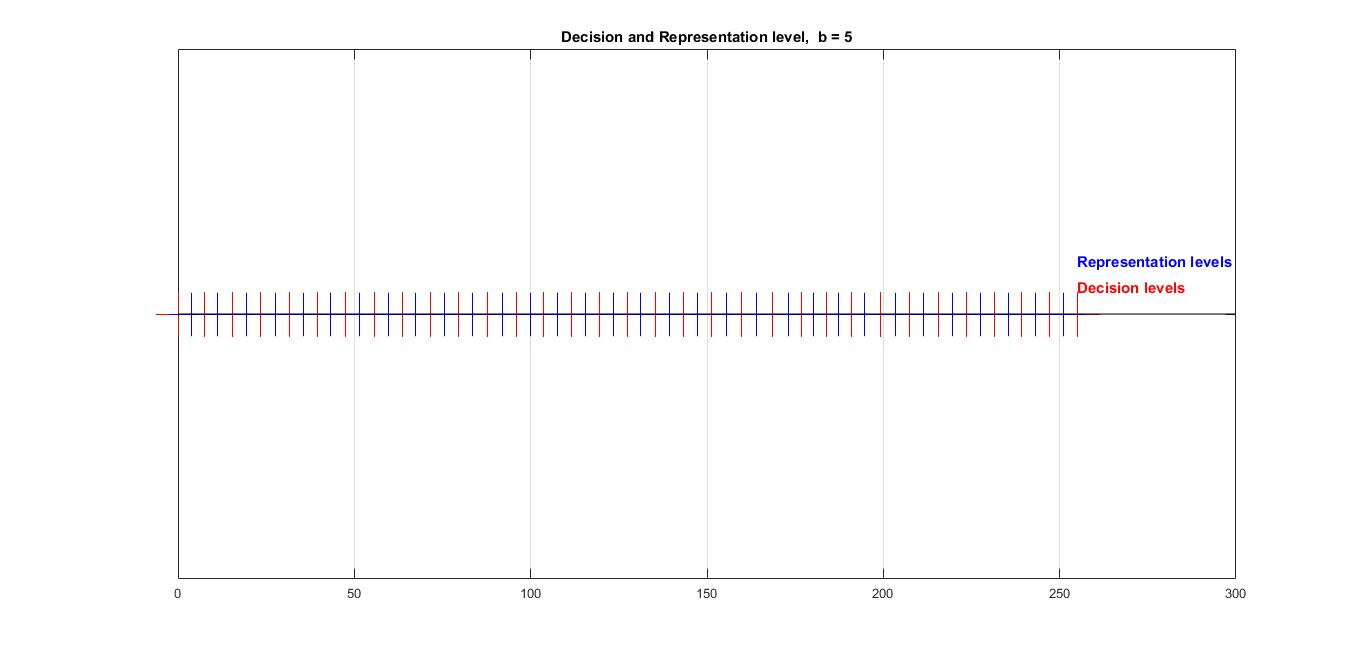 Decision and Representation level,  b = 5
Representation levels
Decision levels
0 50 100 150 200 250 300